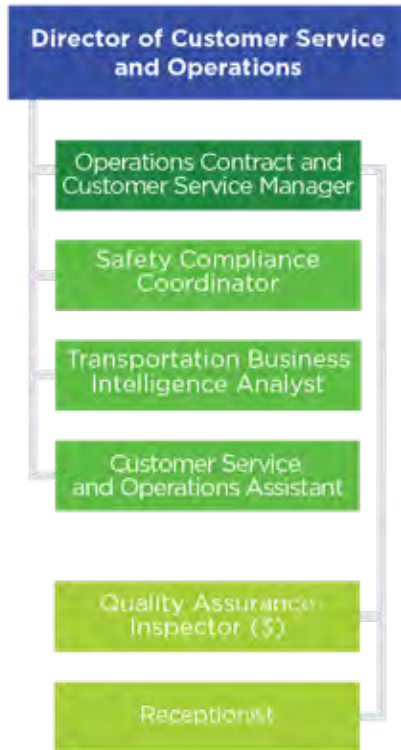 Director of Customer Service
and Operations
Operations Contract and
Customer Service Manager
Safety Compliance
Coordinator
Transportation Business
Intelligence Analyst
Customer Service
and Operations Assistant
Quality Assurance
Inspector (3)
Receptionist